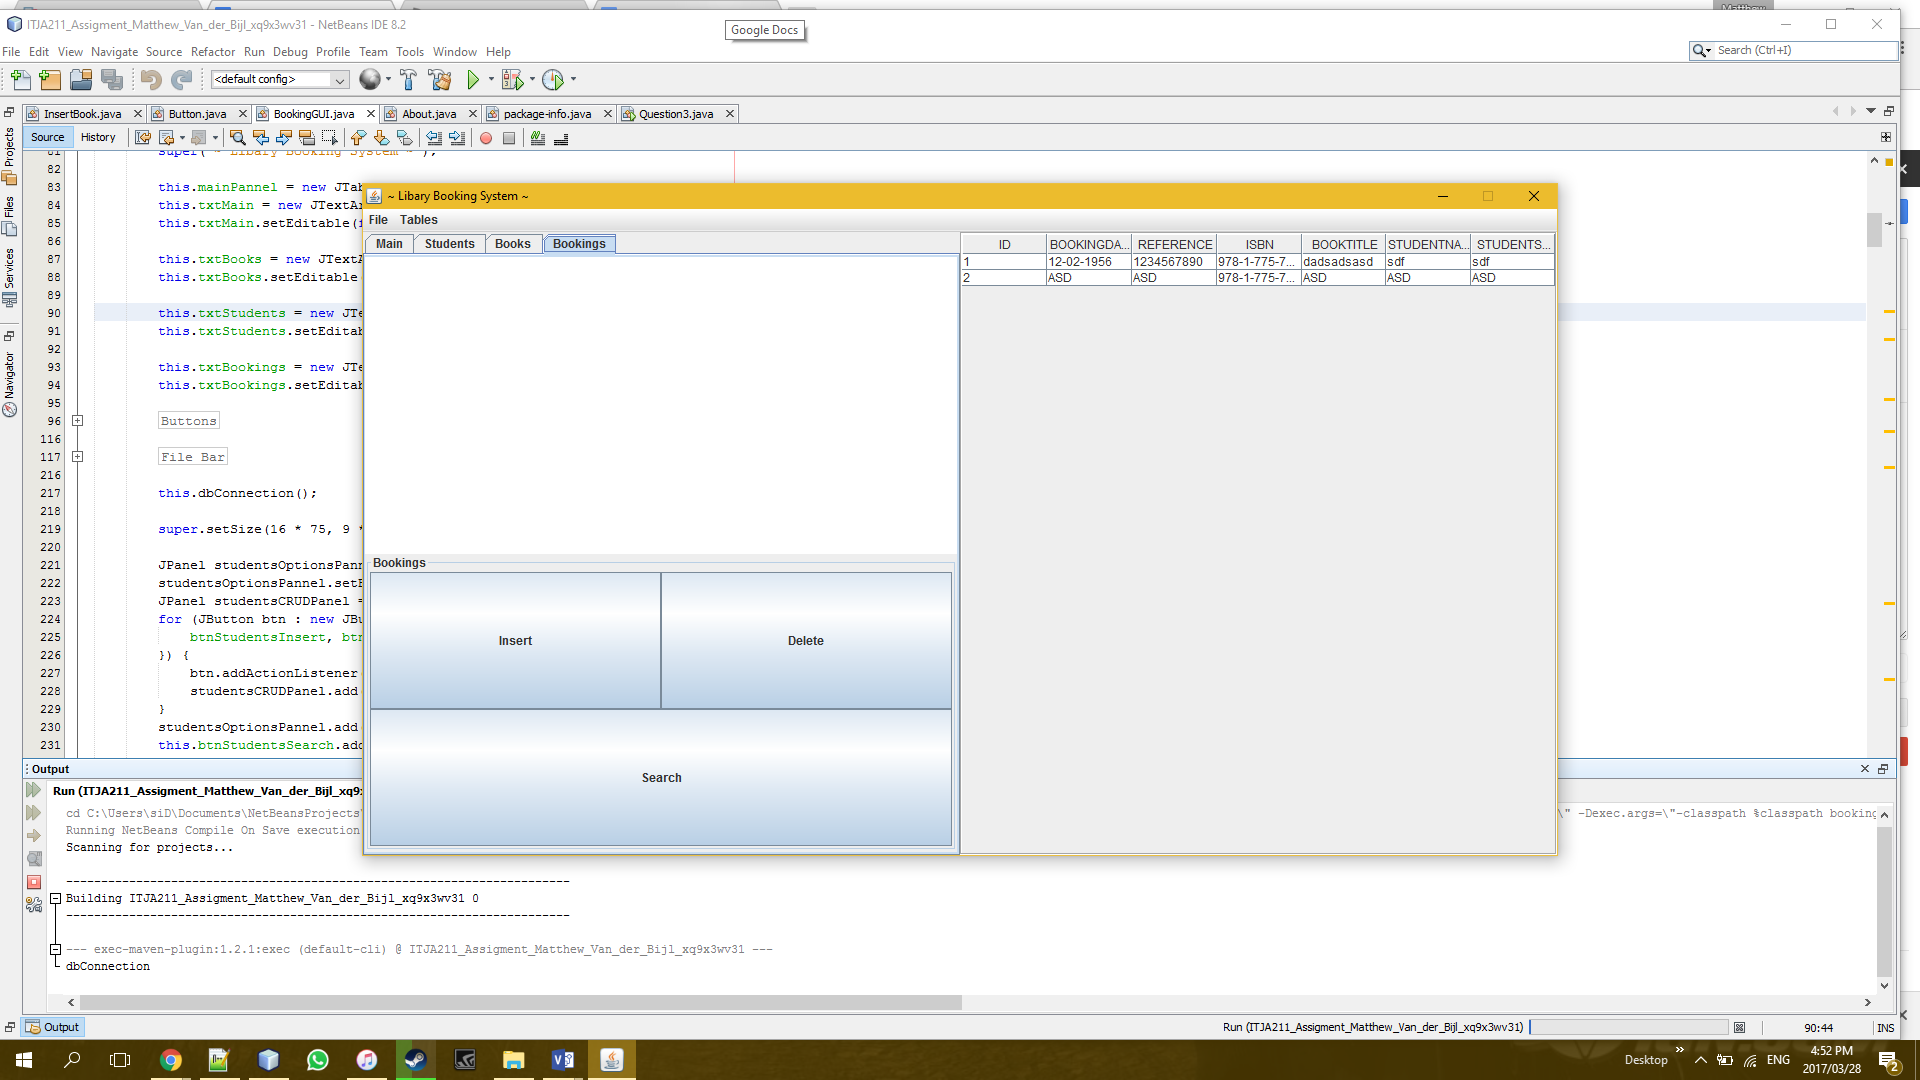 Matthew
ITJA211_Assigment_Matthew_Van_der_Bijl_xq9x3wv31 - NetBeans IDE 8.2
Google Docs
File Edit View Navigate Source Refactor Run Debug Profile Team Tools Window Help
Search (Ctrl+I)
<default config>
InsertBook.java Button.java BookingGUI.java About.java package-info.java Question3.java
Source History
Projects
Files
Services
Navigator
81 super( ~ Libary Booking System ~ );
82
83 this.mainPannel = new JTab
84 this.txtMain = new JTextAr
85 this.txtMain.setEditable(f
86
87 this.txtBooks = new JTextA
88 this.txtBooks.setEditable
89
90 this.txtStudents = new JTe
91 this.txtStudents.setEditab
92
93 this.txtBookings = new JTe
94 this.txtBookings.setEditab
95
96 Buttons
116
117 File Bar
216
217 this.dbConnection();
218
219 super.setSize(16 * 75, 9 *
220
221 JPanel studentsOptionsPann
222 studentsOptionsPannel.setB
223 JPanel studentsCRUDPanel =
224 for (JButton btn : new JBu
225 btnStudentsInsert, btn
226 }) {
227 btn.addActionListener
228 studentsCRUDPanel.add
229 }
230 studentsOptionsPannel.add
231 this.btnStudentsSearch.add
~ Libary Booking System ~
File Tables
Main Students Books Bookings
ID BOOKINGDA... REFERENCE ISBN BOOKTITLE STUDENTNA... STUDENTS...
1 12-02-1956 1234567890 978-1-775-7... dadsadsasd sdf sdf
2 ASD ASD 978-1-775-7... ASD ASD ASD
Bookings
Insert
Delete
Search
Output
Run (ITJA211_Assigment_Matthew_Van_der_Bijl_xq9x
cd C:\Users\siD\Documents\NetBeansProjects\
\" -Dexec.args=\"-classpath %classpath booking
Running NetBeans Compile On Save execution
Scanning for projects...
------------------------------------------------------------------------
Building ITJA211_Assigment_Matthew_Van_der_Bijl_xq9x3wv31 0
------------------------------------------------------------------------
--- exec-maven-plugin:1.2.1:exec (default-cli) @ ITJA211_Assigment_Matthew_Van_der_Bijl_xq9x3wv31 ---
dbConnection
Output
Run (ITJA211_Assigment_Matthew_Van_der_Bijl_xq9x3wv31)
90:44 INS
Desktop
ENG
4:52 PM
2017/03/28
2